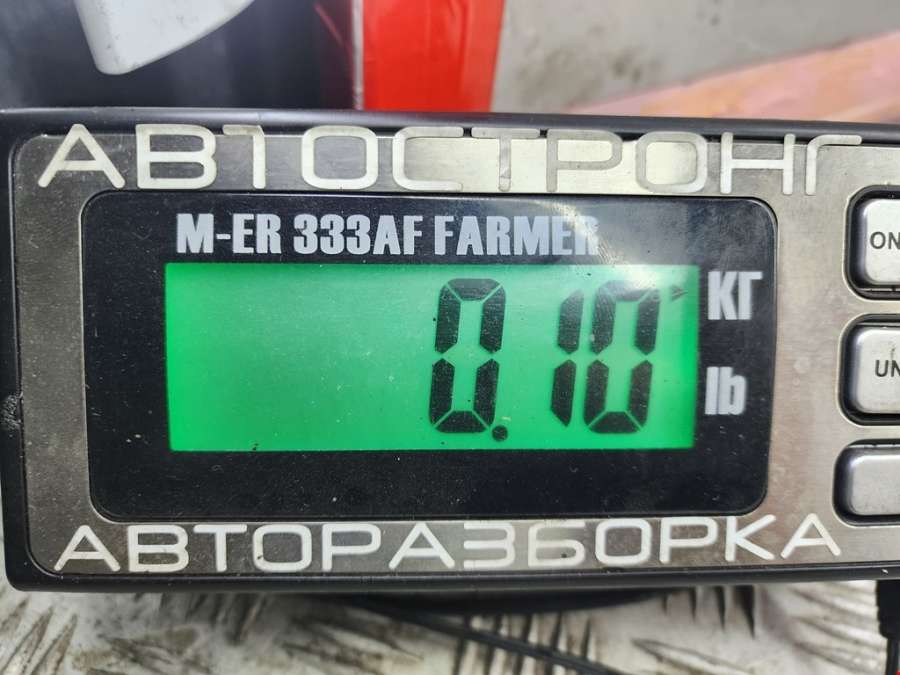 АВТОСТРОНГ
M-ER 333AF FARMER
0.10
КГ
lb
АВТОРАЗБОРКА